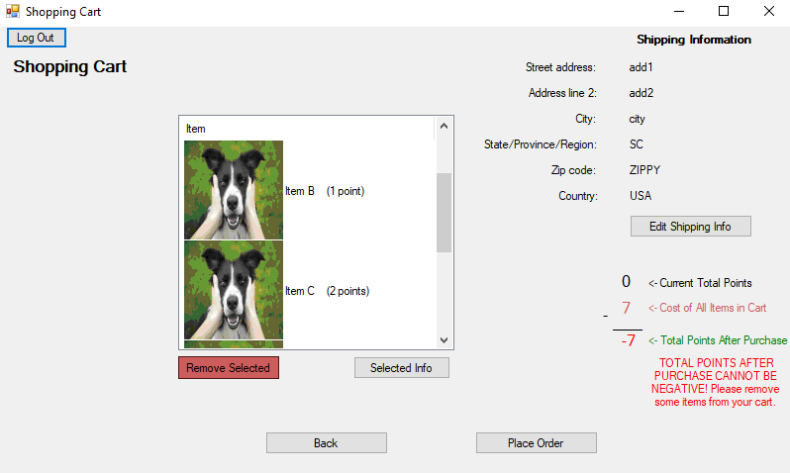 Shopping Cart
Log Out
Shopping Cart
Item
Item B (1 point)
Item C (2 points)
Remove Selected
Selected Info
Back
Place Order
Shipping Information
Street address: add1
Address line 2: add2
City: city
State/Province/Region: SC
Zip code: ZIPPY
Country: USA
Edit Shipping Info
0 <- Current Total Points
- 7 <- Cost of All Items in Cart
-7 <- Total Points After Purchase
TOTAL POINTS AFTER
PURCHASE CANNOT BE
NEGATIVE! Please remove
some items from your cart.